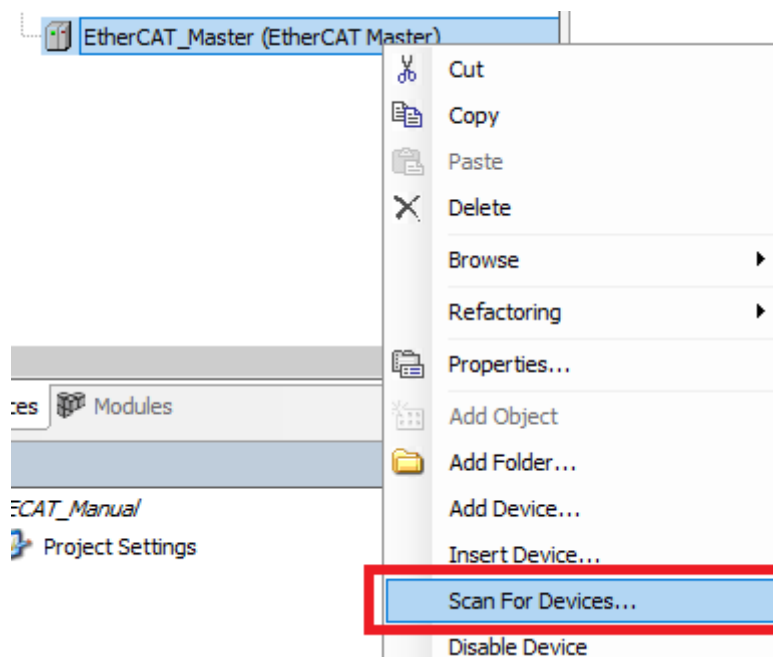 EtherCAT_Master (EtherCAT Master)
Cut
Copy
Paste
Delete
Browse
Refactoring
Properties...
Add Object
Add Folder...
Add Device...
Insert Device...
Scan For Devices...
Disable Device
Modules
ECAT_Manual
Project Settings